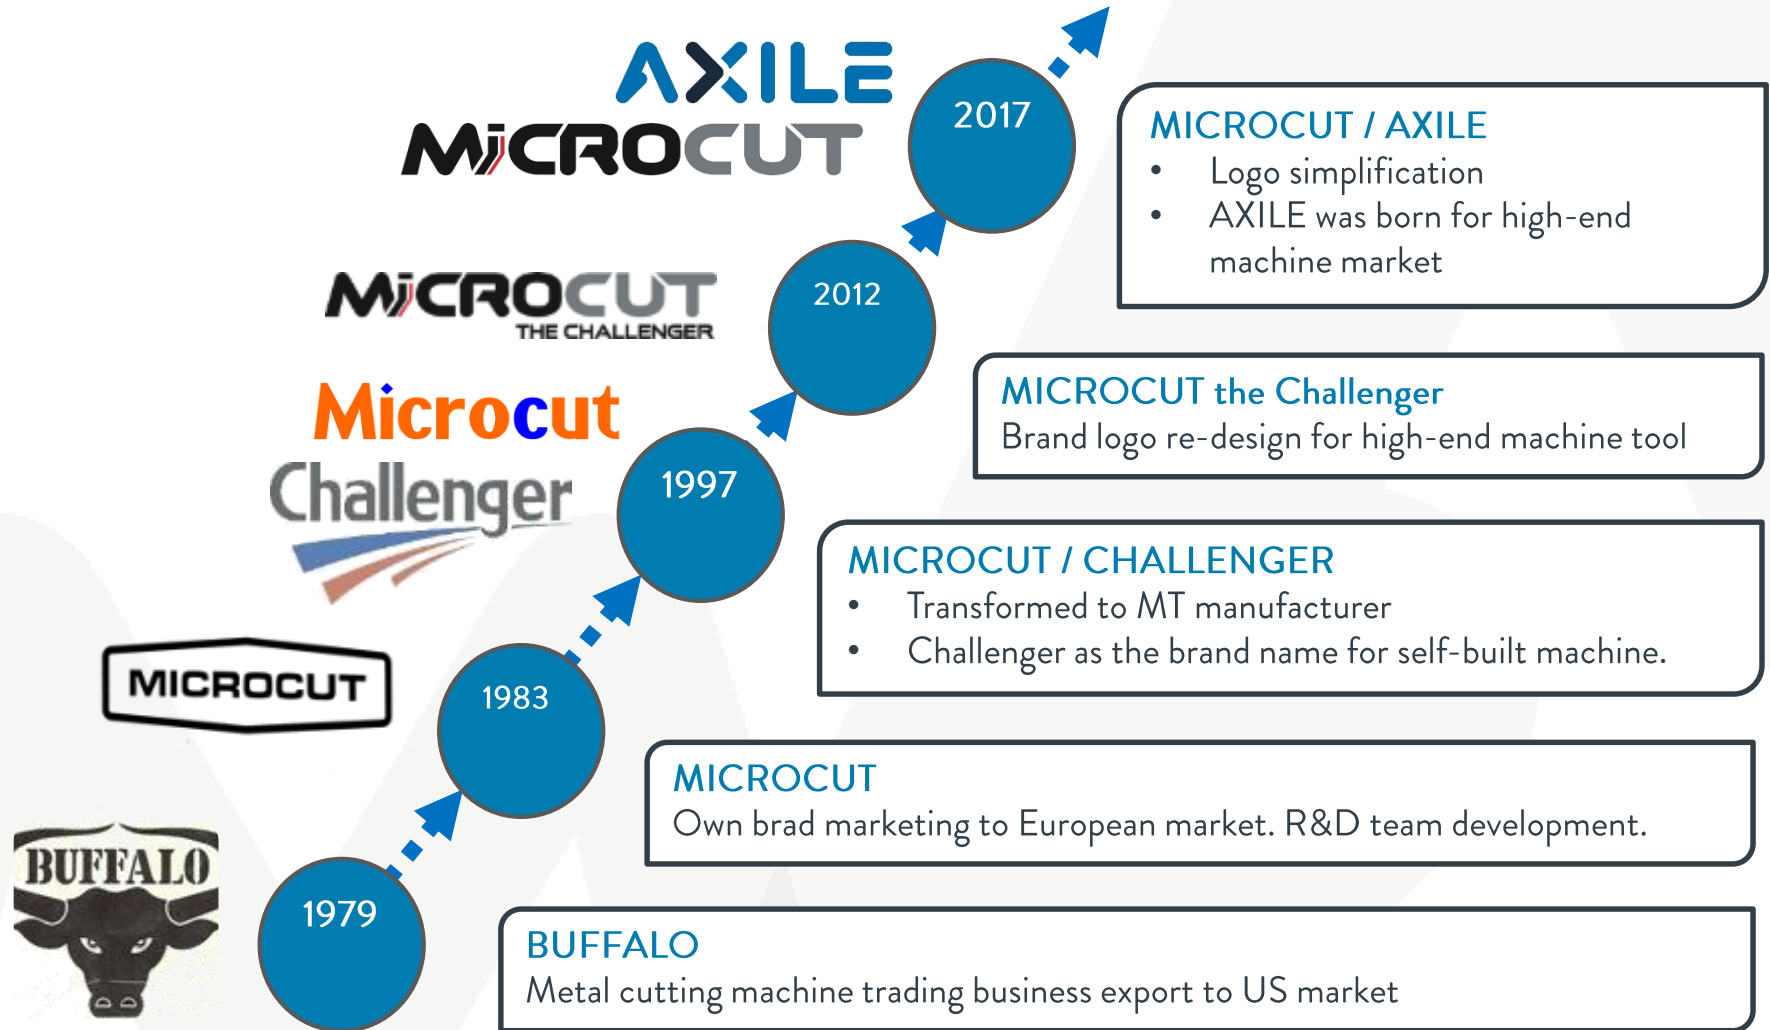 AXILE
MICROCUT
2017
MICROCUT / AXILE
• Logo simplification
• AXILE was born for high-end
machine market
MICROCUT
THE CHALLENGER
2012
MICROCUT the Challenger
Brand logo re-design for high-end machine tool
Microcut
Challenger
1997
MICROCUT / CHALLENGER
• Transformed to MT manufacturer
• Challenger as the brand name for self-built machine.
MICROCUT
1983
MICROCUT
Own brad marketing to European market. R&D team development.
BUFFALO
1979
BUFFALO
Metal cutting machine trading business export to US market